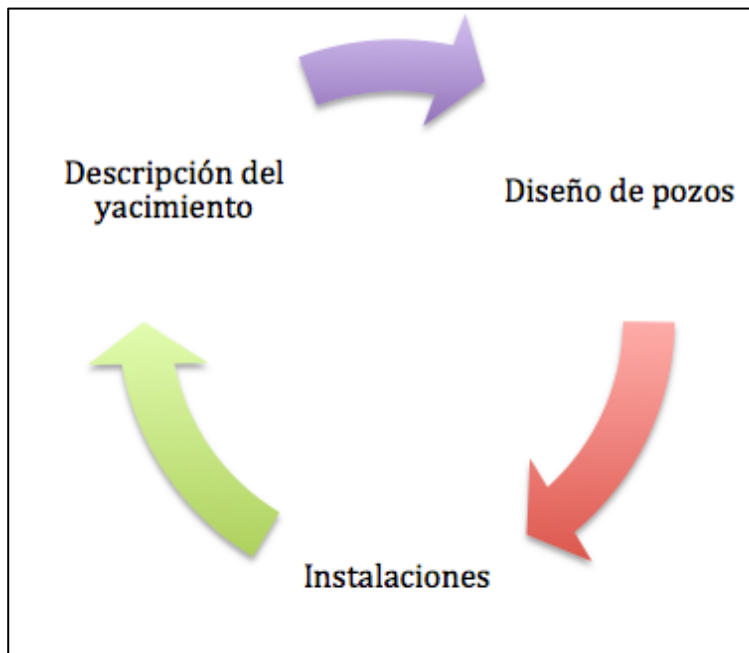 Descripción del
yacimiento
Diseño de pozos
Instalaciones